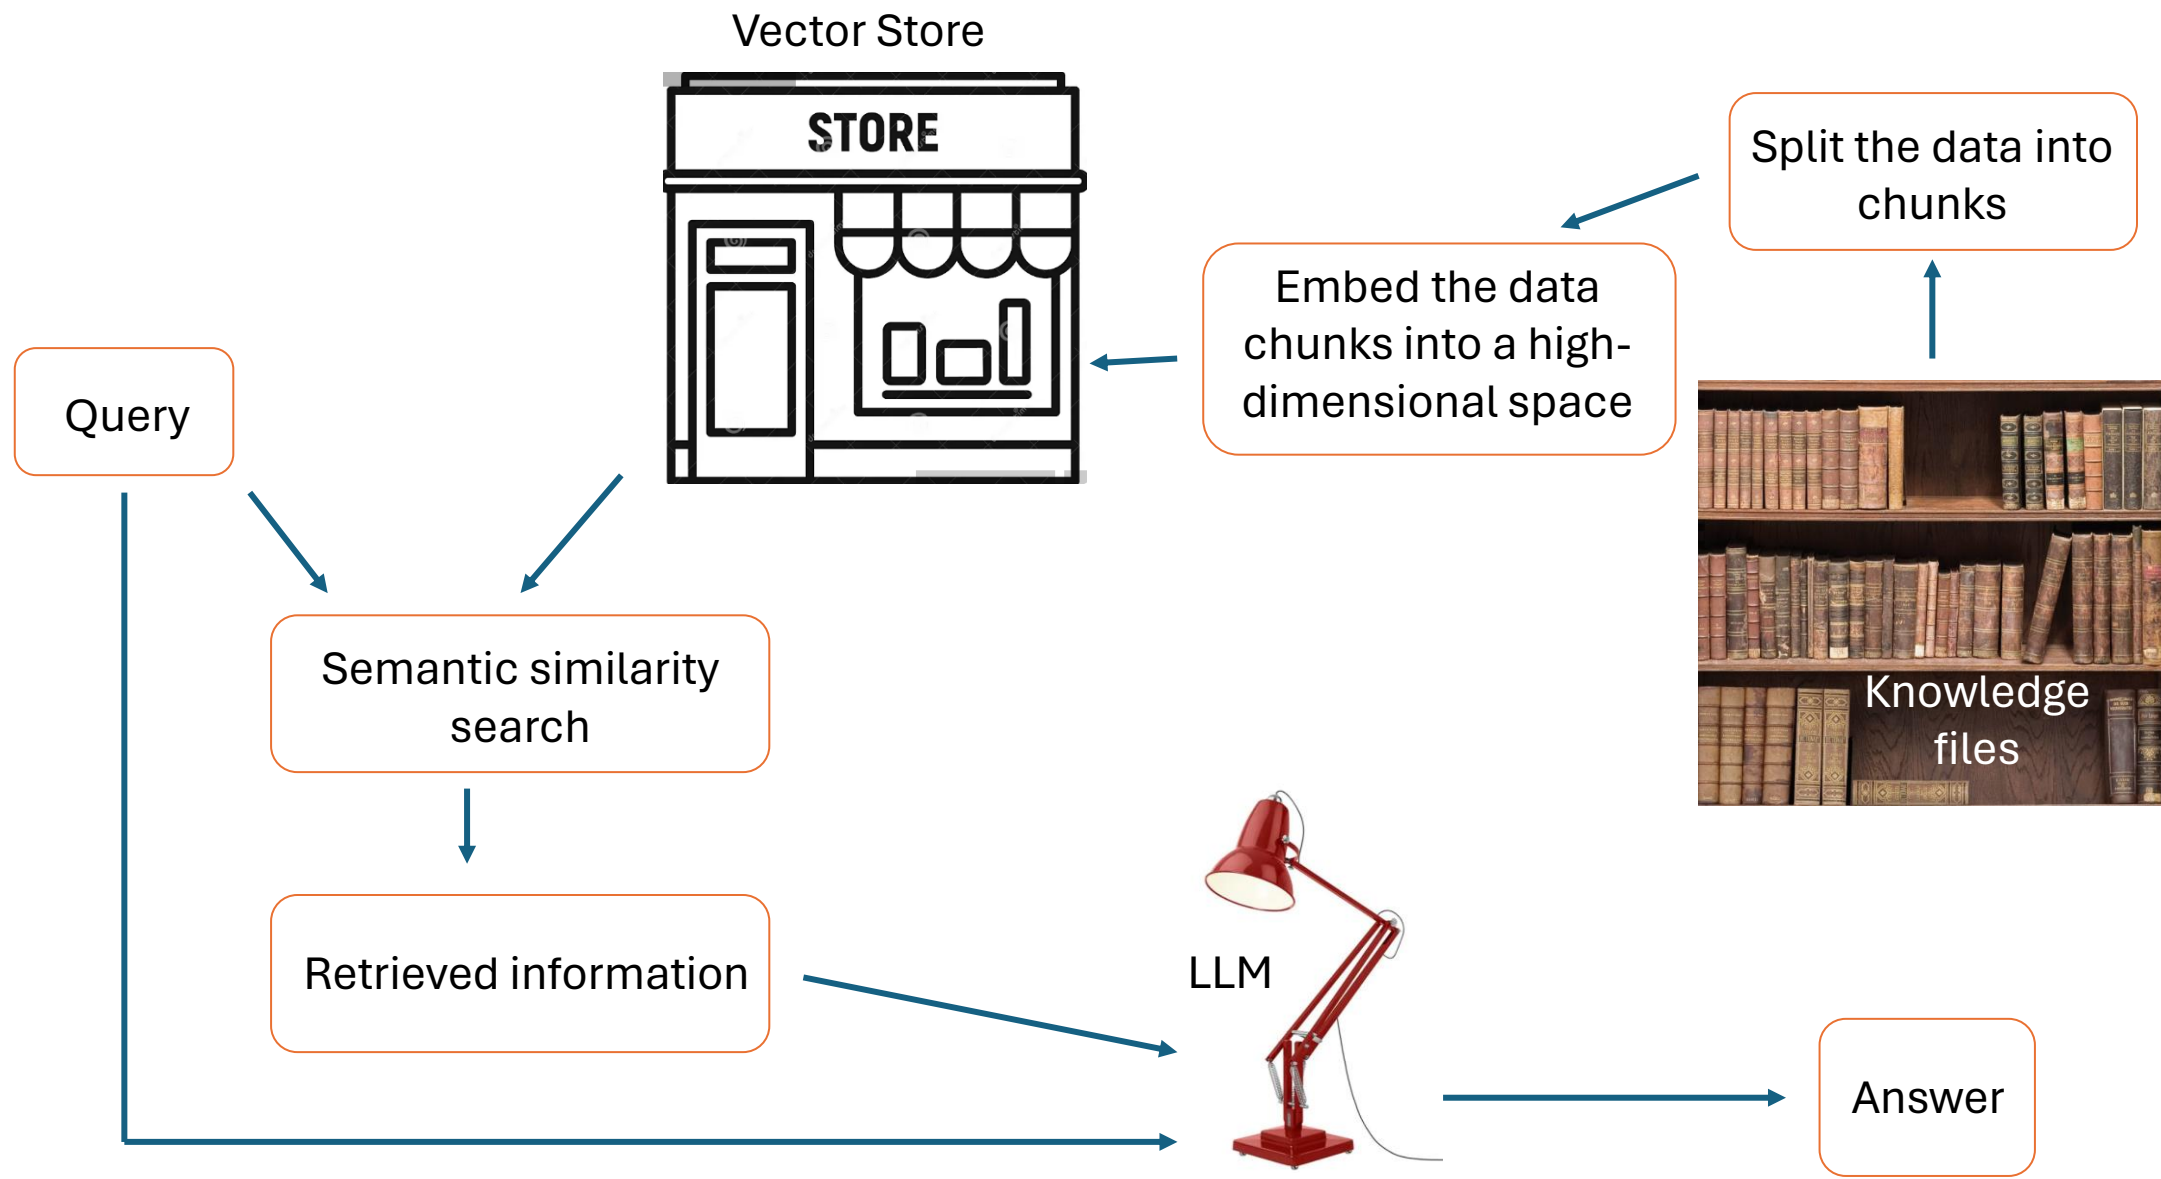 Vector Store
STORE
Split the data into
chunks
Embed the data
chunks into a high-
dimensional space
Query
Semantic similarity
search
Knowledge
files
Retrieved information
LLM
Answer